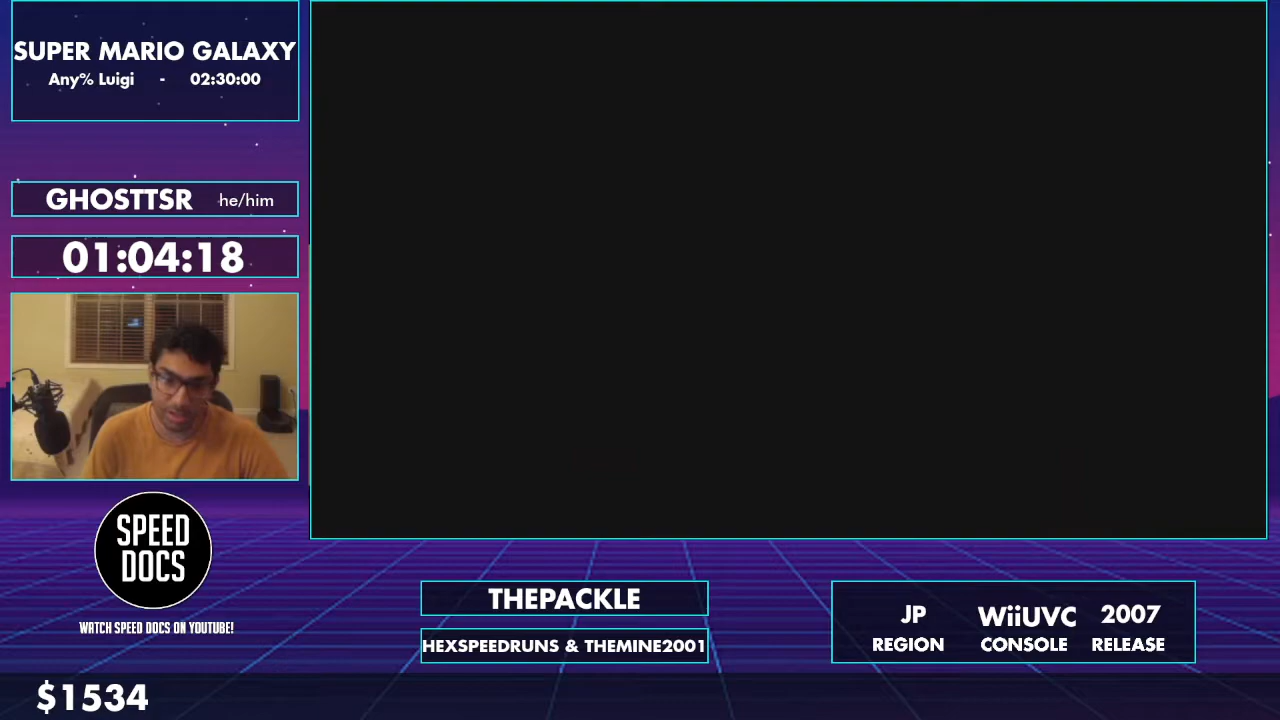 SUPER MARIO GALAXY
Any% Luigi - 02:30:00
GHOSTTSR he/him
01:04:18
SPEED
DOCS
WATCH SPEED DOCS ON YOUTUBE!
THEPACKLE
HEXSPEEDRUNS & THEMINE2001
JP WiiUVC 2007
REGION CONSOLE RELEASE
$1534